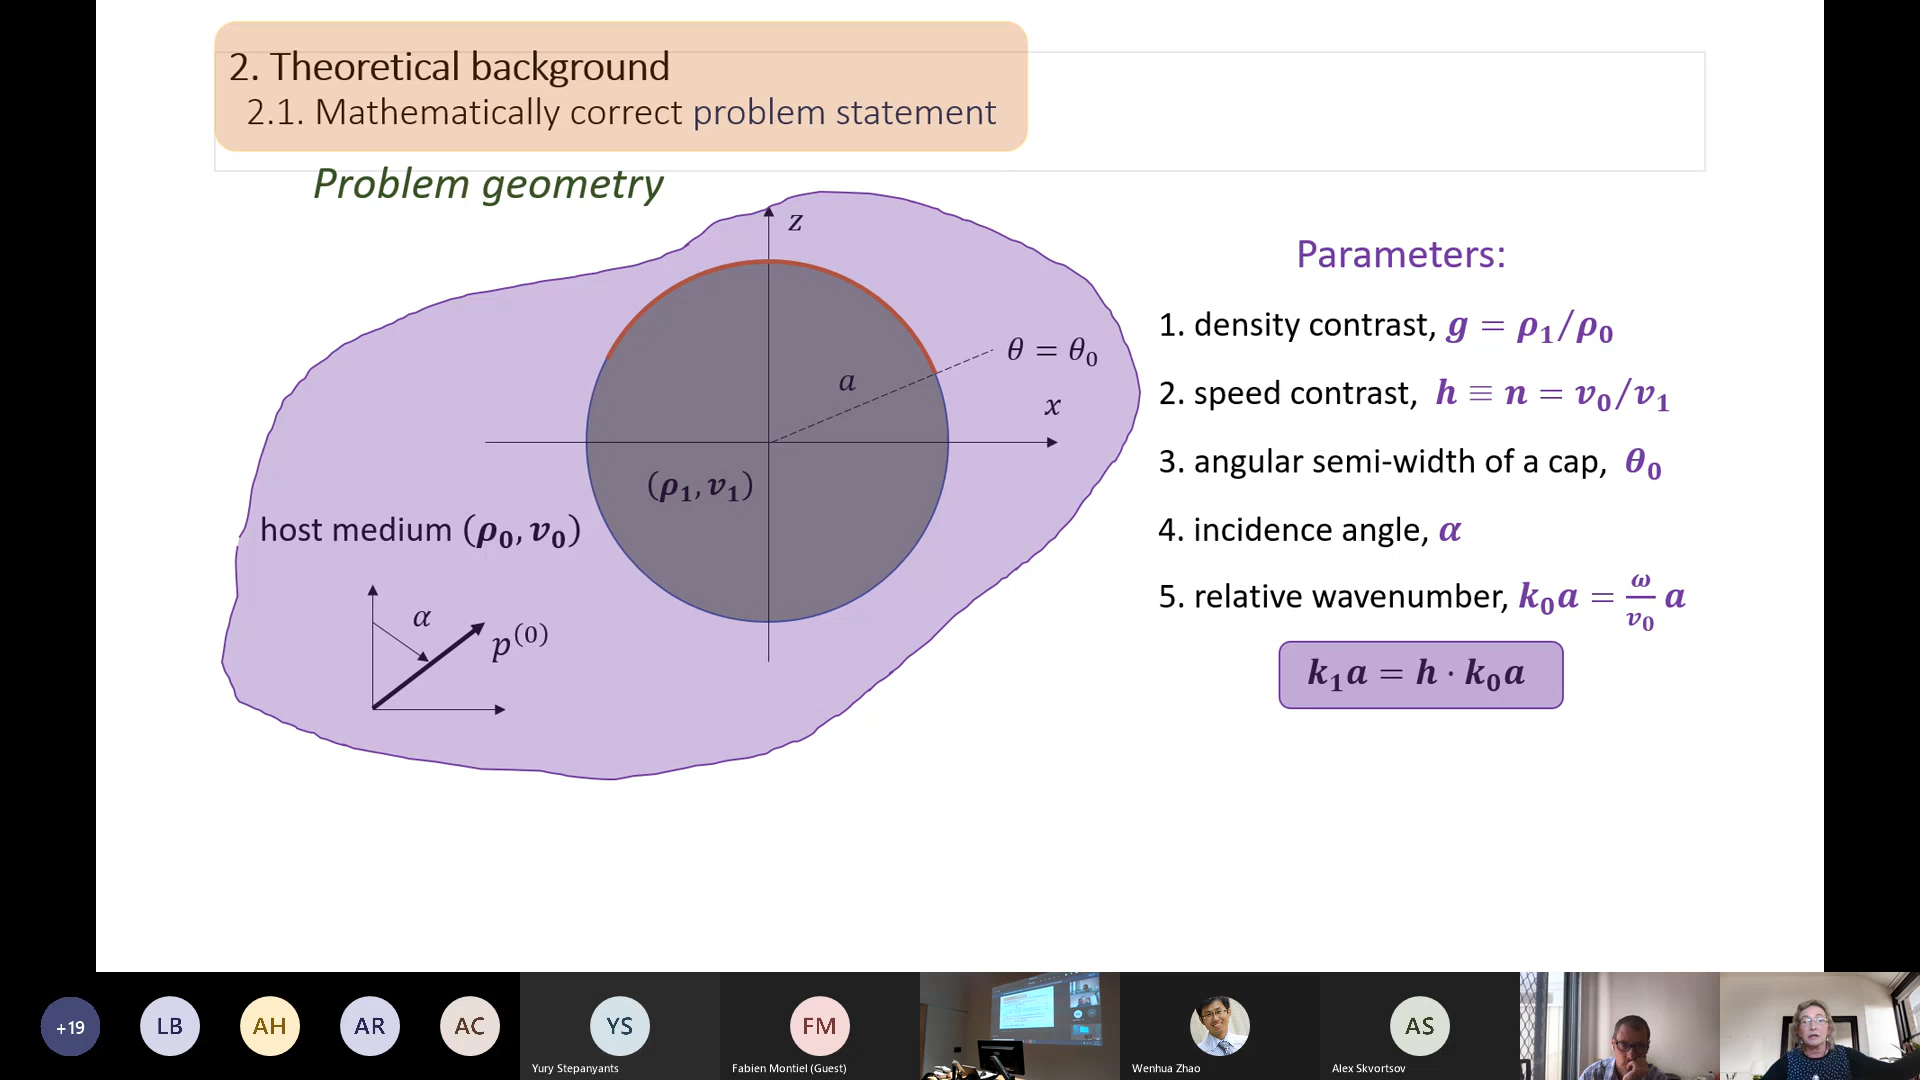 2. Theoretical background
2.1. Mathematically correct problem statement
Problem geometry
z
θ = θ₀
a
x
(ρ₁, v₁)
host medium (ρ₀, v₀)
α
p⁽⁰⁾
Parameters:
1. density contrast, g = ρ₁/ρ₀
2. speed contrast, h ≡ n = v₀/v₁
3. angular semi-width of a cap, θ₀
4. incidence angle, α
5. relative wavenumber, k₀a = ω/v₀ a
k₁a = h · k₀a
+19
LB
AH
AR
AC
YS
Yury Stepanyants
FM
Fabien Montiel (Guest)
Wenhua Zhao
AS
Alex Skvortsov